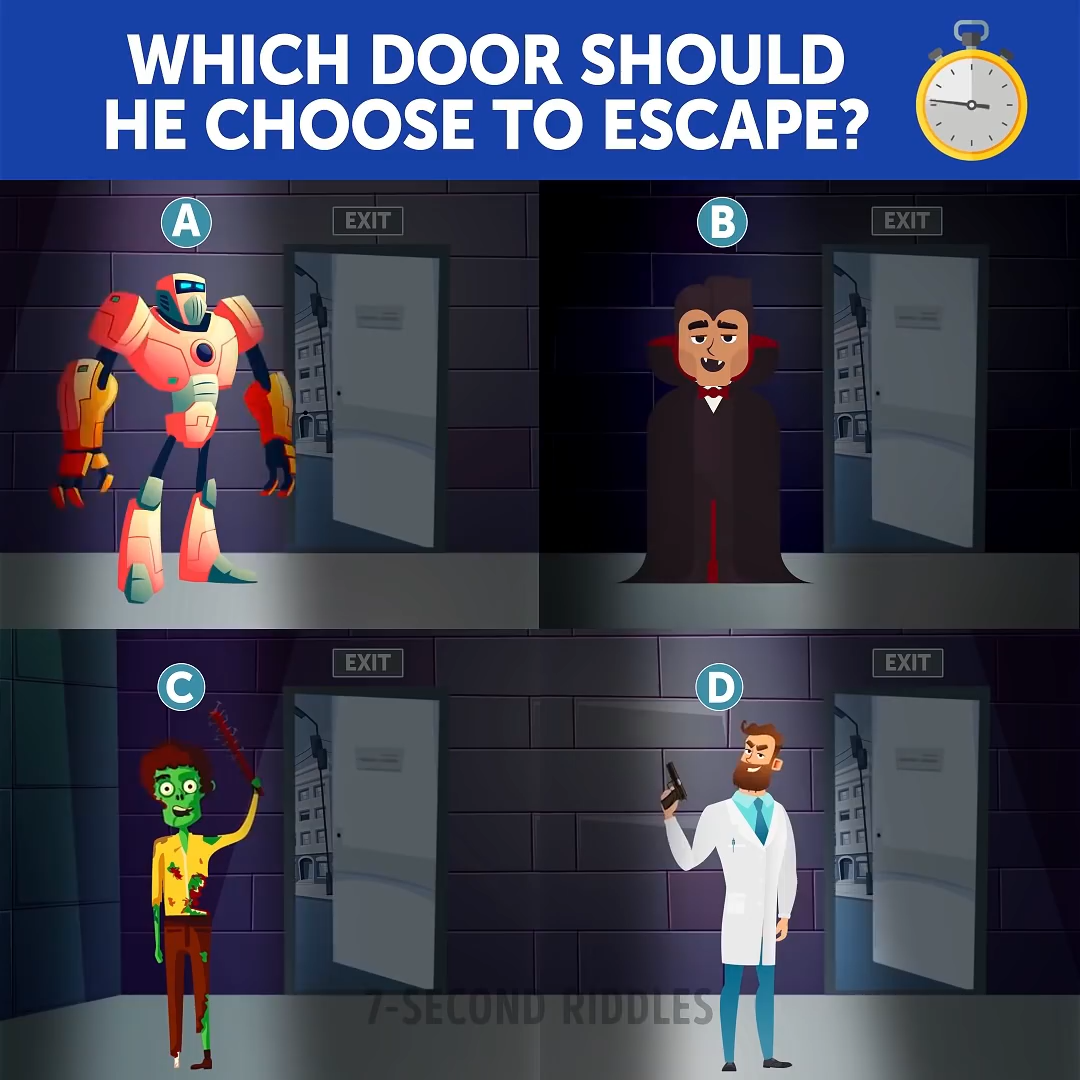 WHICH DOOR SHOULD
HE CHOOSE TO ESCAPE?
A
EXIT
B
EXIT
C
EXIT
D
EXIT
7-SECOND RIDDLES